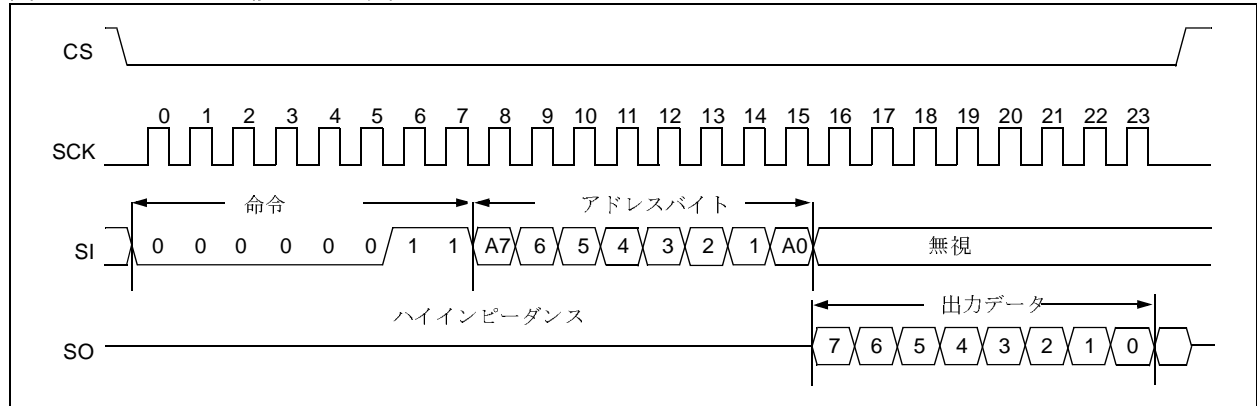 CS
0 1 2 3 4 5 6 7 8 9 10 11 12 13 14 15 16 17 18 19 20 21 22 23
SCK
命令 アドレスバイト
SI 0 0 0 0 0 0 1 1 A7 6 5 4 3 2 1 A0 無視
ハイインピーダンス 出力データ
SO 7 6 5 4 3 2 1 0